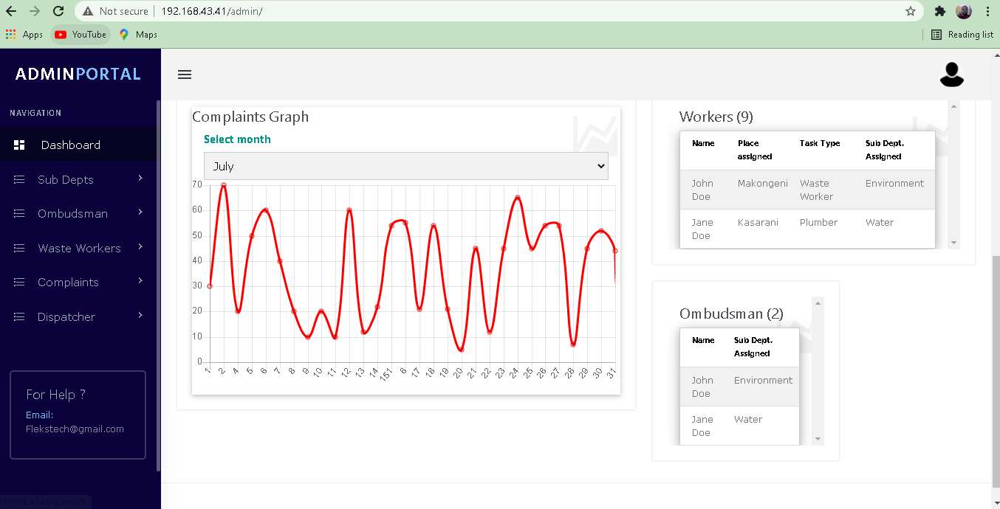 Not secure
192.168.43.41/admin/
Apps
YouTube
Maps
Reading list
ADMINPORTAL
NAVIGATION
Dashboard
Sub Depts
Ombudsman
Waste Workers
Complaints
Dispatcher
For Help ?
Email:
Flekstech@gmail.com
192.168.43.41/admin/#
Complaints Graph
Select month
July
70
60
50
40
30
20
10
0
1 2 4 5 6 7 8 9 10 11 12 13 14 151 6 17 18 19 20 21 22 23 24 25 26 27 28 29 30 31
Workers (9)
Name Place assigned Task Type Sub Dept. Assigned
John Doe Makongeni Waste Worker Environment
Jane Doe Kasarani Plumber Water
Ombudsman (2)
Name Sub Dept. Assigned
John Doe Environment
Jane Doe Water